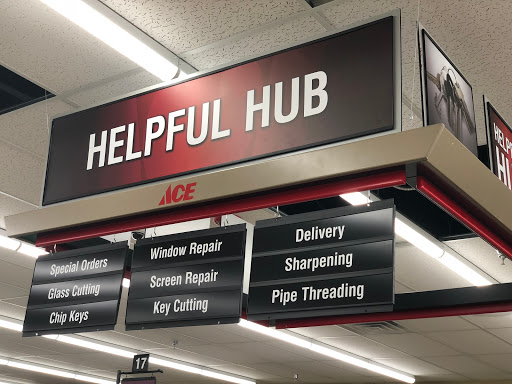 HELPFUL HUB
ACE
Special Orders
Glass Cutting
Chip Keys
Window Repair
Screen Repair
Key Cutting
Delivery
Sharpening
Pipe Threading
17